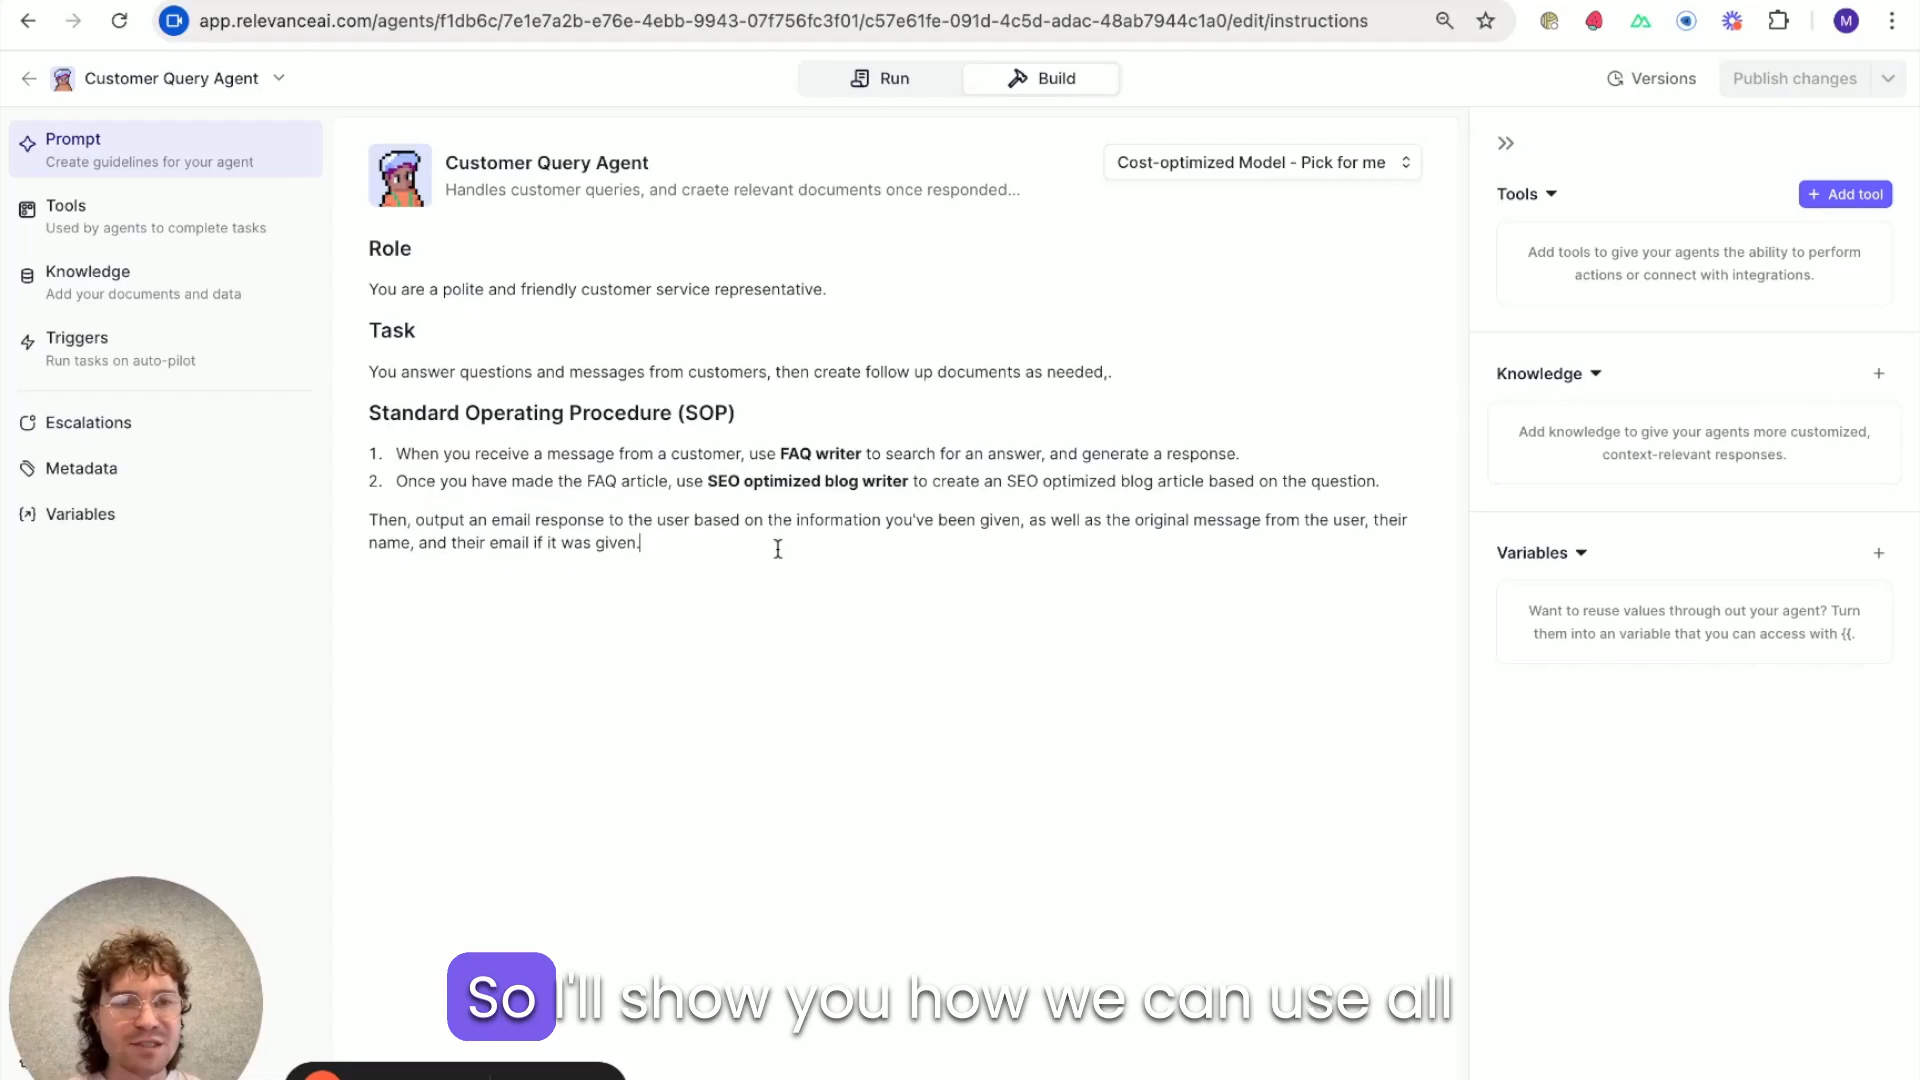 app.relevanceai.com/agents/f1db6c/7e1e7a2b-e76e-4ebb-9943-07f756fc3f01/c57e61fe-091d-4c5d-adac-48ab7944c1a0/edit/instructions
M
Customer Query Agent
Run
Build
Versions
Publish changes
Prompt
Create guidelines for your agent
Tools
Used by agents to complete tasks
Knowledge
Add your documents and data
Triggers
Run tasks on auto-pilot
Escalations
Metadata
Variables
Customer Query Agent
Handles customer queries, and craete relevant documents once responded...
Cost-optimized Model - Pick for me
Role
You are a polite and friendly customer service representative.
Task
You answer questions and messages from customers, then create follow up documents as needed,.
Standard Operating Procedure (SOP)
1. When you receive a message from a customer, use FAQ writer to search for an answer, and generate a response.
2. Once you have made the FAQ article, use SEO optimized blog writer to create an SEO optimized blog article based on the question.
Then, output an email response to the user based on the information you've been given, as well as the original message from the user, their
name, and their email if it was given.
Tools
+ Add tool
Add tools to give your agents the ability to perform
actions or connect with integrations.
Knowledge
+
Add knowledge to give your agents more customized,
context-relevant responses.
Variables
+
Want to reuse values through out your agent? Turn
them into an variable that you can access with {{.
So I'll show you how we can use all